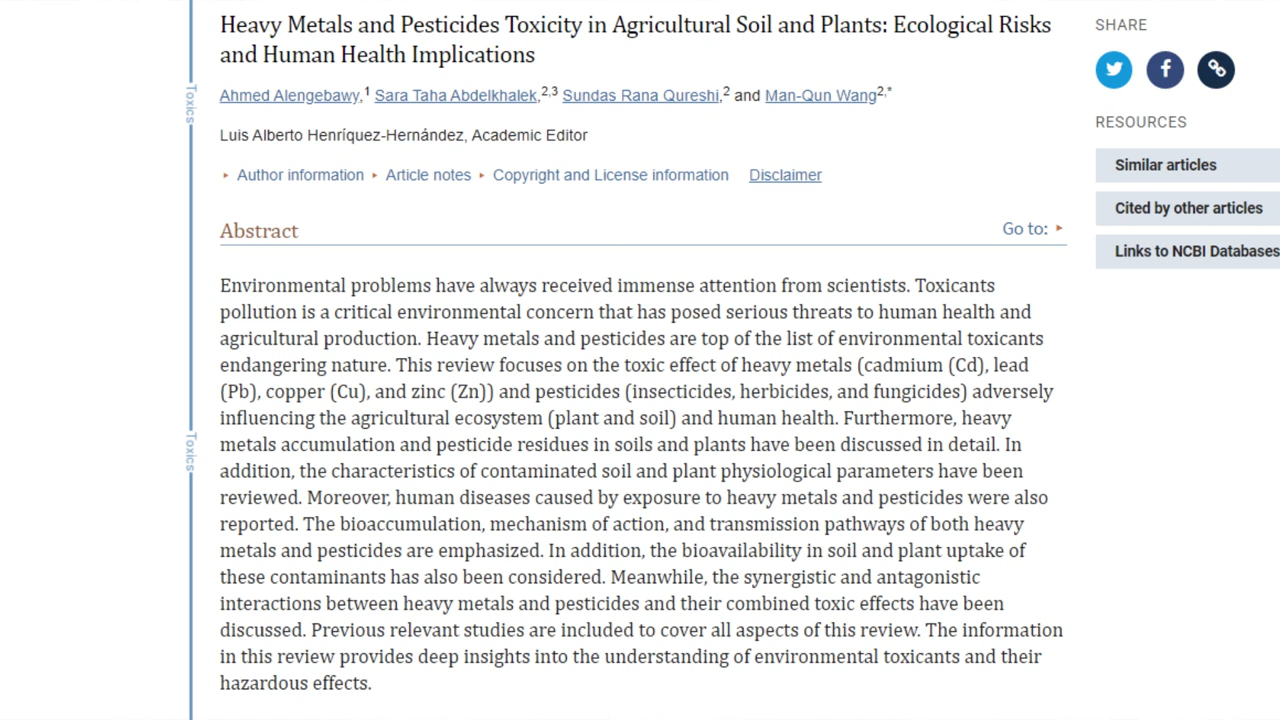 Heavy Metals and Pesticides Toxicity in Agricultural Soil and Plants: Ecological Risks
and Human Health Implications
Ahmed Alengebawy,1 Sara Taha Abdelkhalek,2,3 Sundas Rana Qureshi,2 and Man-Qun Wang2,*
Luis Alberto Henríquez-Hernández, Academic Editor
Author information Article notes Copyright and License information Disclaimer
Abstract
Go to:
Environmental problems have always received immense attention from scientists. Toxicants
pollution is a critical environmental concern that has posed serious threats to human health and
agricultural production. Heavy metals and pesticides are top of the list of environmental toxicants
endangering nature. This review focuses on the toxic effect of heavy metals (cadmium (Cd), lead
(Pb), copper (Cu), and zinc (Zn)) and pesticides (insecticides, herbicides, and fungicides) adversely
influencing the agricultural ecosystem (plant and soil) and human health. Furthermore, heavy
metals accumulation and pesticide residues in soils and plants have been discussed in detail. In
addition, the characteristics of contaminated soil and plant physiological parameters have been
reviewed. Moreover, human diseases caused by exposure to heavy metals and pesticides were also
reported. The bioaccumulation, mechanism of action, and transmission pathways of both heavy
metals and pesticides are emphasized. In addition, the bioavailability in soil and plant uptake of
these contaminants has also been considered. Meanwhile, the synergistic and antagonistic
interactions between heavy metals and pesticides and their combined toxic effects have been
discussed. Previous relevant studies are included to cover all aspects of this review. The information
in this review provides deep insights into the understanding of environmental toxicants and their
hazardous effects.
Toxics
Toxics
SHARE
RESOURCES
Similar articles
Cited by other articles
Links to NCBI Databases